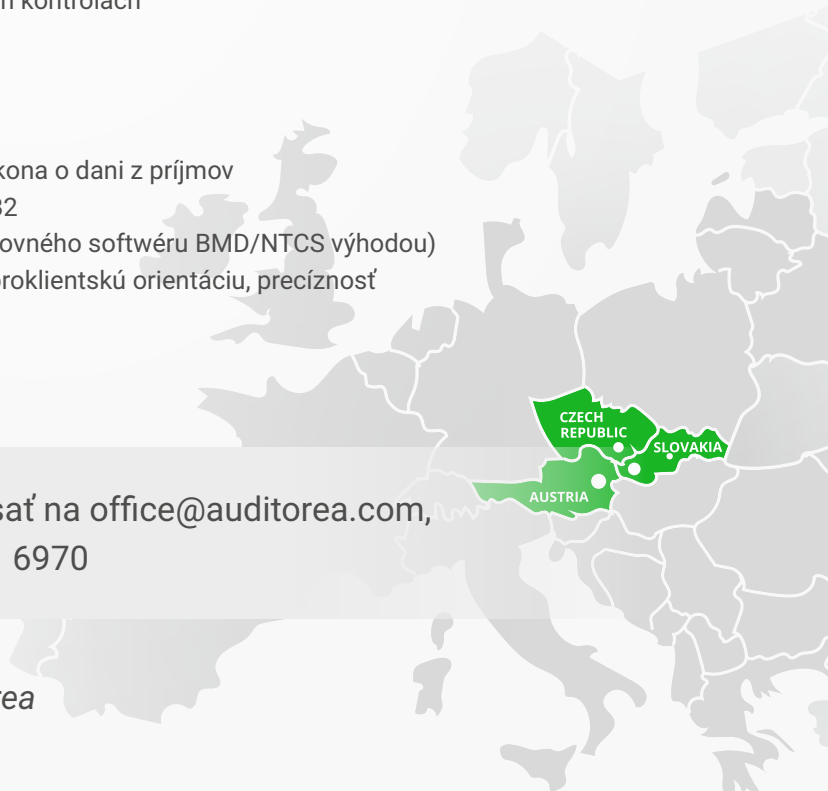 kontrolách
kona o dani z príjmov
32
ovného softwéru BMD/NTCS výhodou)
proklientskú orientáciu, precíznosť
CZECH
REPUBLIC
SLOVAKIA
AUSTRIA
sať na office@auditorea.com,
6970
rea